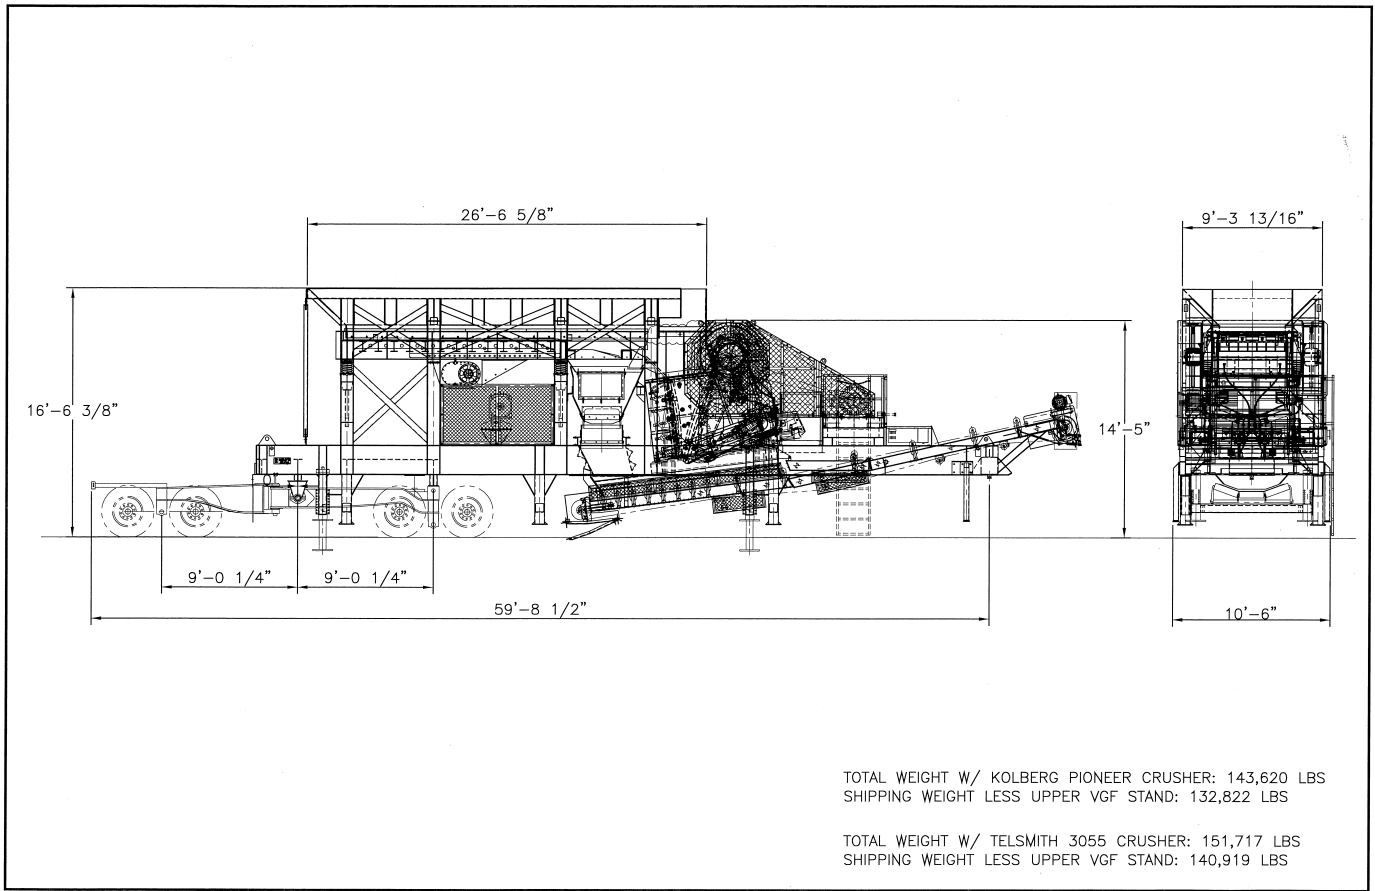 26'-6 5/8"
9'-3 13/16"
16'-6 3/8"
14'-5"
9'-0 1/4"
9'-0 1/4"
59'-8 1/2"
10'-6"
TOTAL WEIGHT W/ KOLBERG PIONEER CRUSHER: 143,620 LBS
SHIPPING WEIGHT LESS UPPER VGF STAND: 132,822 LBS
TOTAL WEIGHT W/ TELSMITH 3055 CRUSHER: 151,717 LBS
SHIPPING WEIGHT LESS UPPER VGF STAND: 140,919 LBS